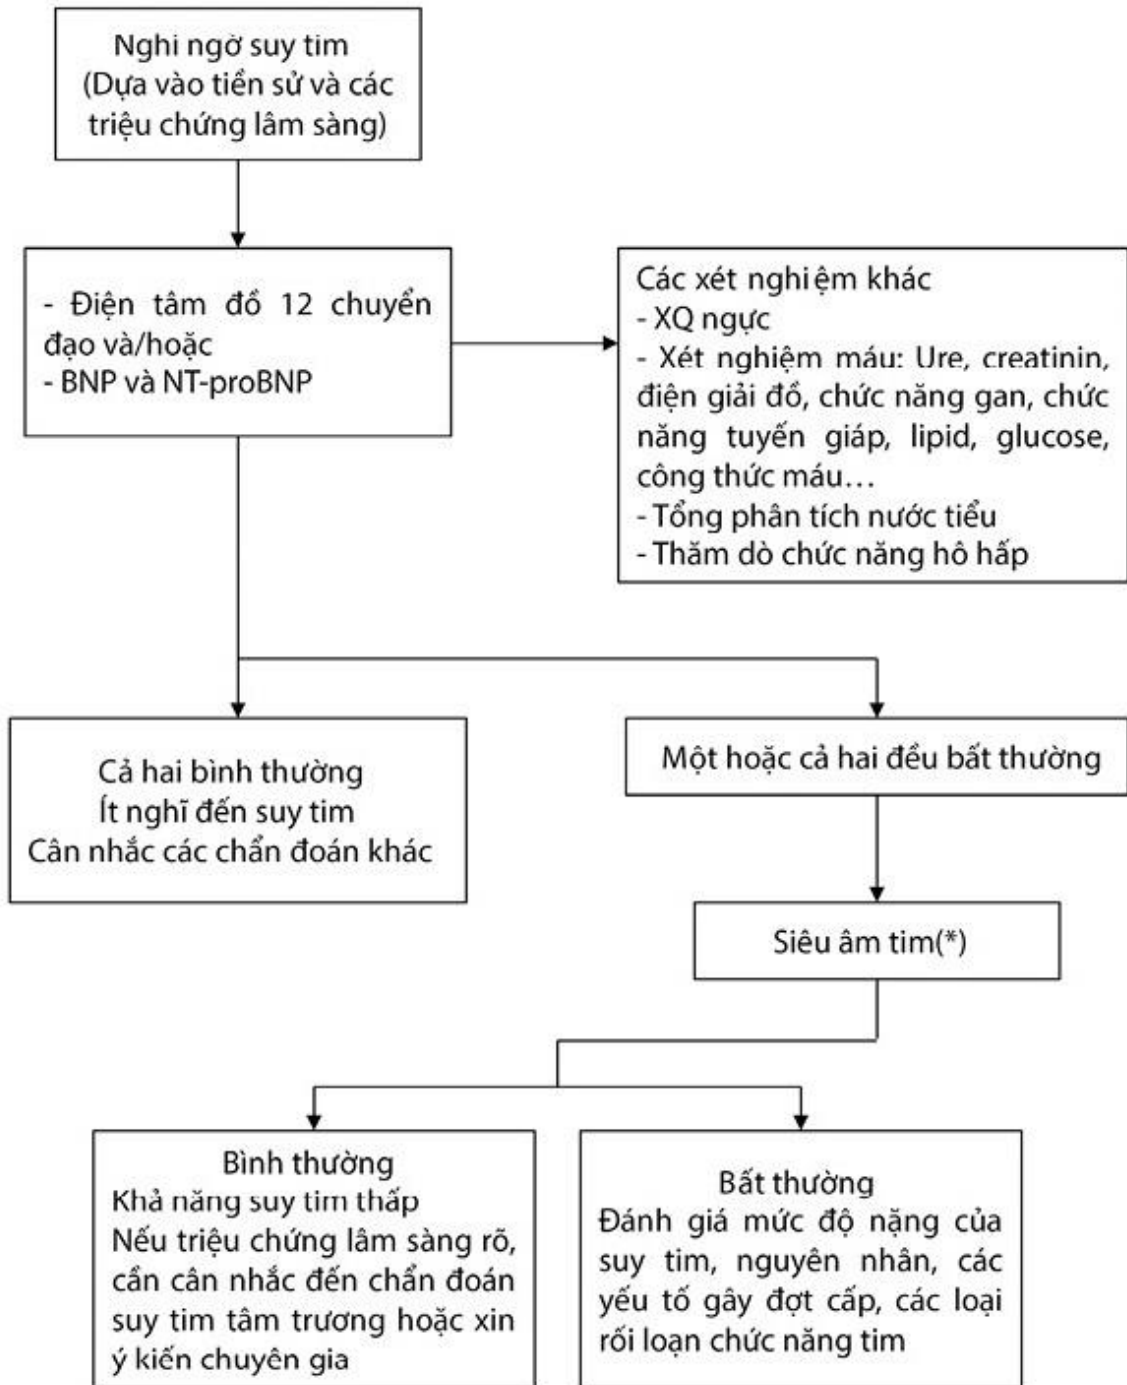 Nghi ngờ suy tim
(Dựa vào tiền sử và các
triệu chứng lâm sàng)
- Điện tâm đồ 12 chuyển
đạo và/hoặc
- BNP và NT-proBNP
Các xét nghiệm khác
- XQ ngực
- Xét nghiệm máu: Ure, creatinin,
điện giải đồ, chức năng gan, chức
năng tuyến giáp, lipid, glucose,
công thức máu...
- Tổng phân tích nước tiểu
- Thăm dò chức năng hô hấp
Cả hai bình thường
Ít nghĩ đến suy tim
Cân nhắc các chẩn đoán khác
Một hoặc cả hai đều bất thường
Siêu âm tim(*)
Bình thường
Khả năng suy tim thấp
Nếu triệu chứng lâm sàng rõ,
cần cân nhắc đến chẩn đoán
suy tim tâm trương hoặc xin
ý kiến chuyên gia
Bất thường
Đánh giá mức độ nặng của
suy tim, nguyên nhân, các
yếu tố gây đợt cấp, các loại
rối loạn chức năng tim